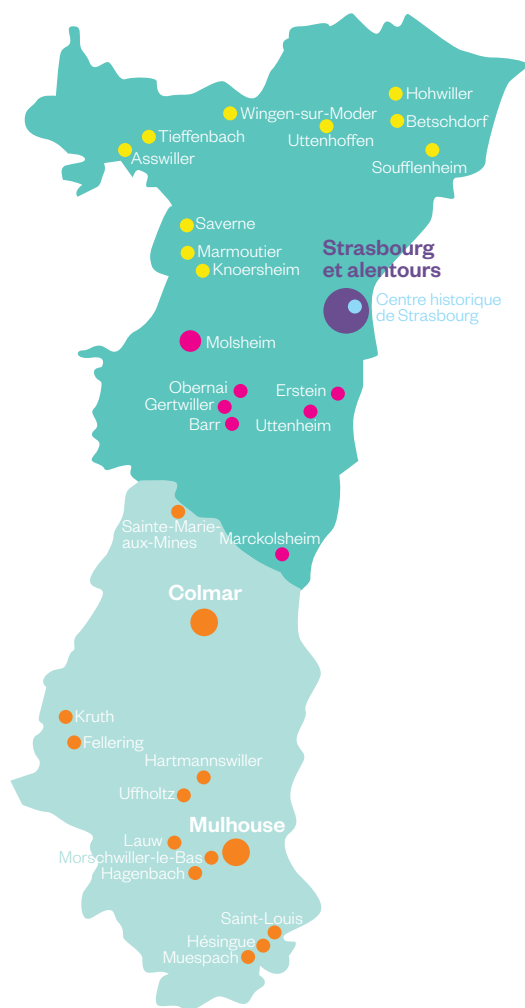 Hohwiller
Wingen-sur-Moder
Betschdorf
Uttenhoffen
Tieffenbach
Asswiller
Soufflenheim
Saverne
Marmoutier
Knoersheim
Strasbourg
et alentours
Centre historique
de Strasbourg
Molsheim
Obernai
Erstein
Gertwiller
Barr
Uttenheim
Sainte-Marie-
aux-Mines
Marckolsheim
Colmar
Kruth
Fellering
Hartmannswiller
Uffholtz
Mulhouse
Lauw
Morschwiller-le-Bas
Hagenbach
Saint-Louis
Hésingue
Muespach